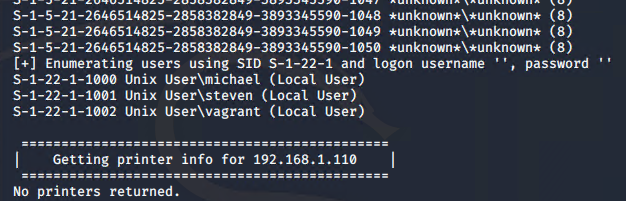 S-1-5-21-2646514825-2858382849-3893345590-1047 *unknown*\*unknown* (8)
S-1-5-21-2646514825-2858382849-3893345590-1048 *unknown*\*unknown* (8)
S-1-5-21-2646514825-2858382849-3893345590-1049 *unknown*\*unknown* (8)
S-1-5-21-2646514825-2858382849-3893345590-1050 *unknown*\*unknown* (8)
[+] Enumerating users using SID S-1-22-1 and logon username '', password ''
S-1-22-1-1000 Unix User\michael (Local User)
S-1-22-1-1001 Unix User\steven (Local User)
S-1-22-1-1002 Unix User\vagrant (Local User)
=============================================
|    Getting printer info for 192.168.1.110    |
=============================================
No printers returned.